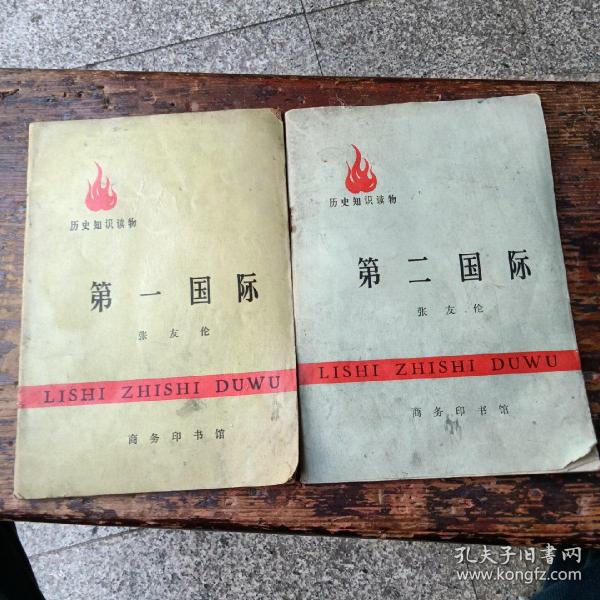 历史知识读物
第一国际
张友伦
LISHI ZHISHI DUWU
商务印书馆
历史知识读物
第二国际
张友伦
LISHI ZHISHI DUWU
商务印书馆
孔夫子旧書网
www.kongfz.com